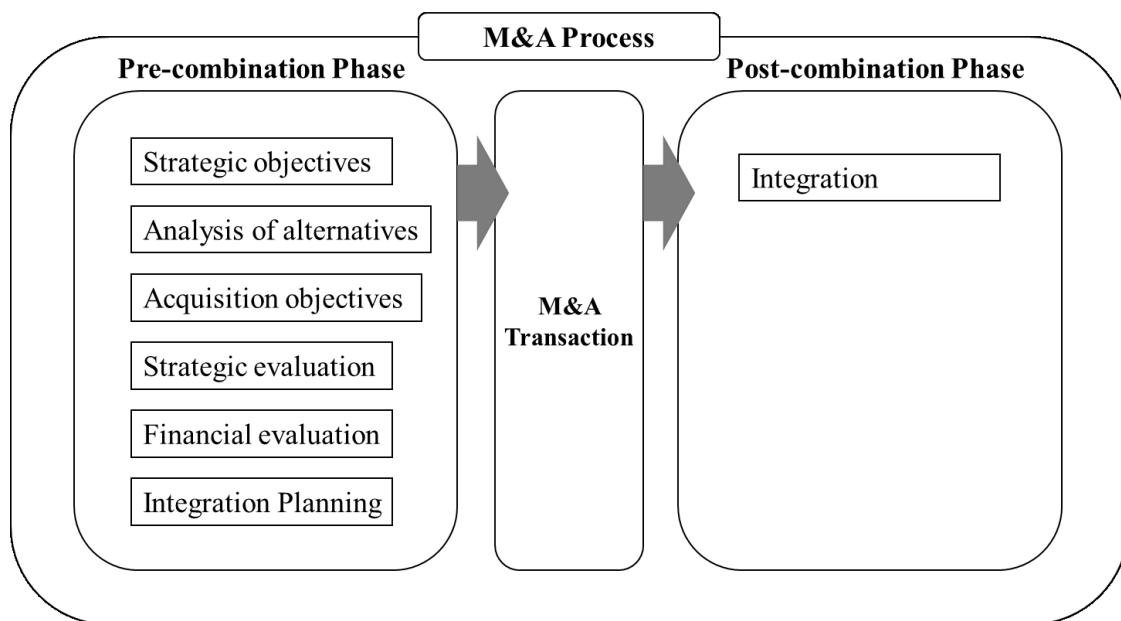 M&A Process
Pre-combination Phase
Post-combination Phase
Strategic objectives
Analysis of alternatives
Acquisition objectives
Strategic evaluation
Financial evaluation
Integration Planning
M&A
Transaction
Integration